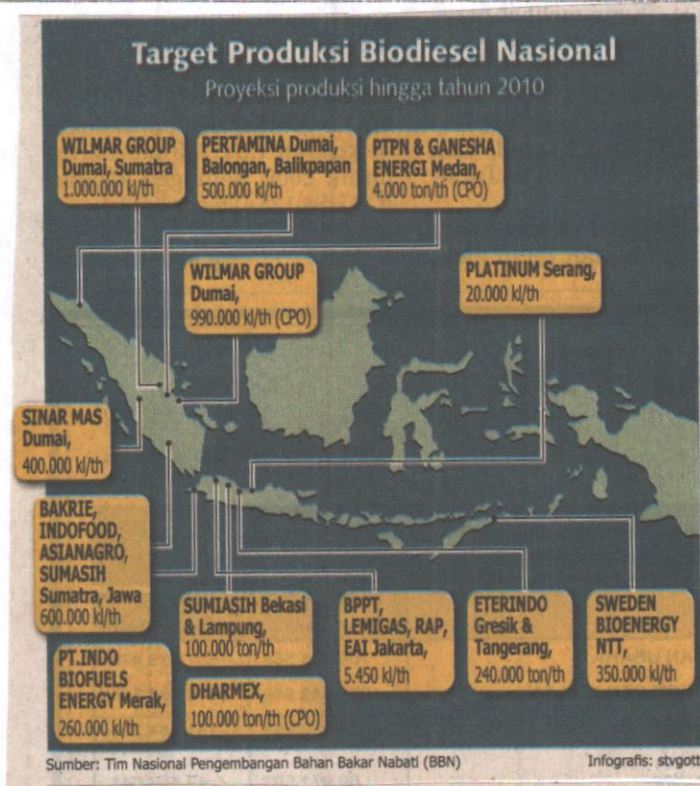 Target Produksi Biodiesel Nasional
Proyeksi produksi hingga tahun 2010
WILMAR GROUP
Dumai, Sumatra
1.000.000 kl/th
PERTAMINA Dumai,
Balongan, Balikpapan
500.000 kl/th
PTPN & GANESHA
ENERGI Medan,
4.000 ton/th (CPO)
WILMAR GROUP
Dumai,
990.000 kl/th (CPO)
PLATINUM Serang,
20.000 kl/th
SINAR MAS
Dumai,
400.000 kl/th
BAKRIE,
INDOFOOD,
ASIANAGRO,
SUMASIH
Sumatra, Jawa
600.000 kl/th
SUMIASIH Bekasi
& Lampung,
100.000 ton/th
BPPT,
LEMIGAS, RAP,
EAI Jakarta,
5.450 kl/th
ETERINDO
Gresik &
Tangerang,
240.000 ton/th
SWEDEN
BIOENERGY
NTT,
350.000 kl/th
PT.INDO
BIOFUELS
ENERGY Merak,
260.000 kl/th
DHARMEX,
100.000 ton/th (CPO)
Sumber: Tim Nasional Pengembangan Bahan Bakar Nabati (BBN)
Infografis: stvgott